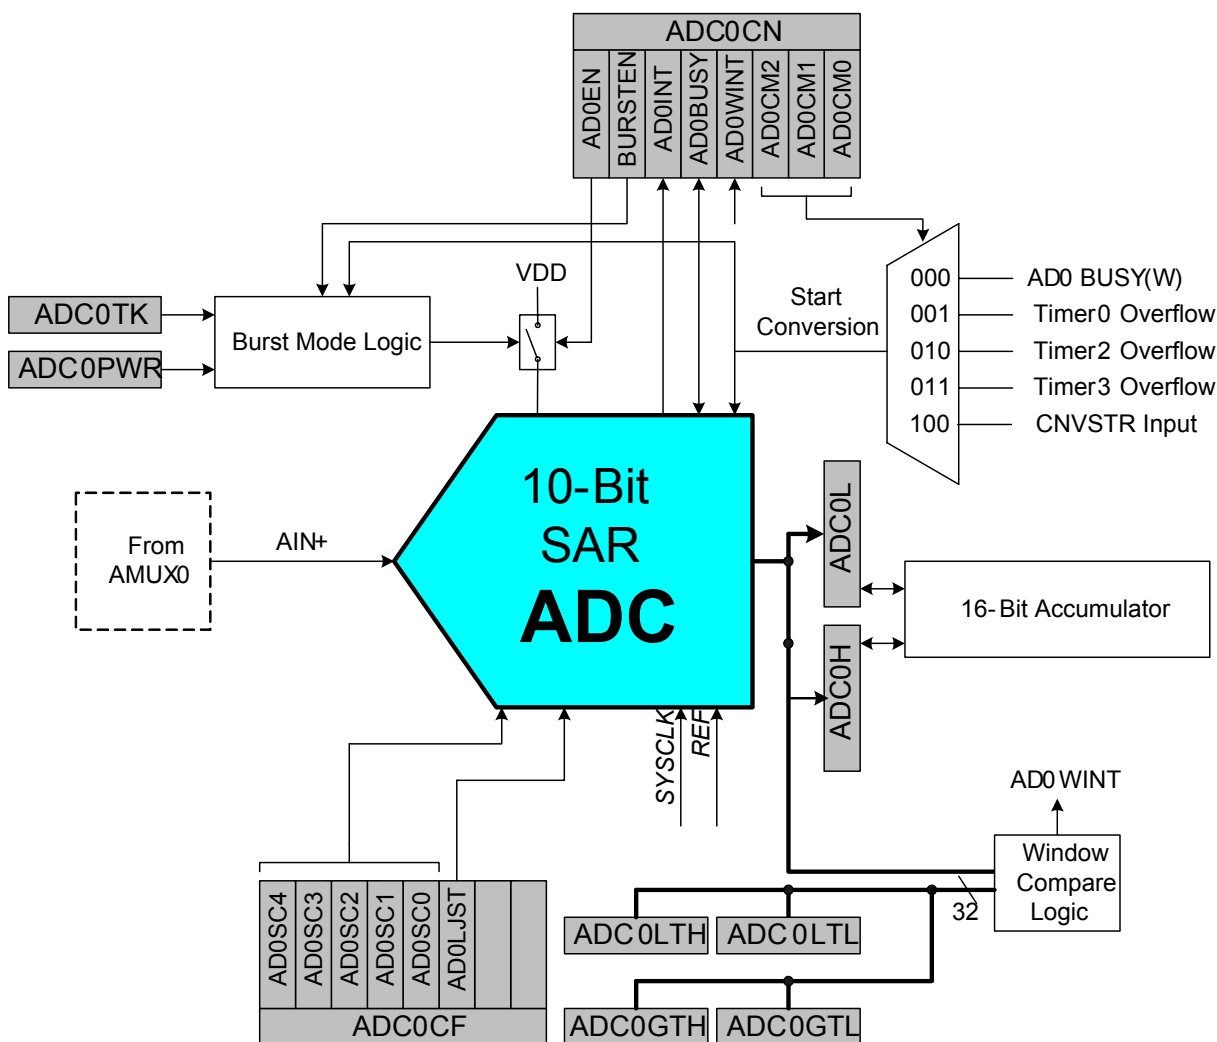 ADC0CN
AD0EN
BURSTEN
AD0INT
AD0BUSY
AD0WINT
AD0CM2
AD0CM1
AD0CM0
VDD
Start
Conversion
000
AD0 BUSY(W)
001
Timer0 Overflow
010
Timer2 Overflow
011
Timer3 Overflow
100
CNVSTR Input
ADC0TK
ADC0PWR
Burst Mode Logic
From
AMUX0
AIN+
10-Bit
SAR
ADC
ADC0L
ADC0H
16-Bit Accumulator
SYSCLK
REF
AD0WINT
Window
Compare
Logic
32
AD0SC4
AD0SC3
AD0SC2
AD0SC1
AD0SC0
AD0LJST
ADC0CF
ADC0LTH
ADC0LTL
ADC0GTH
ADC0GTL